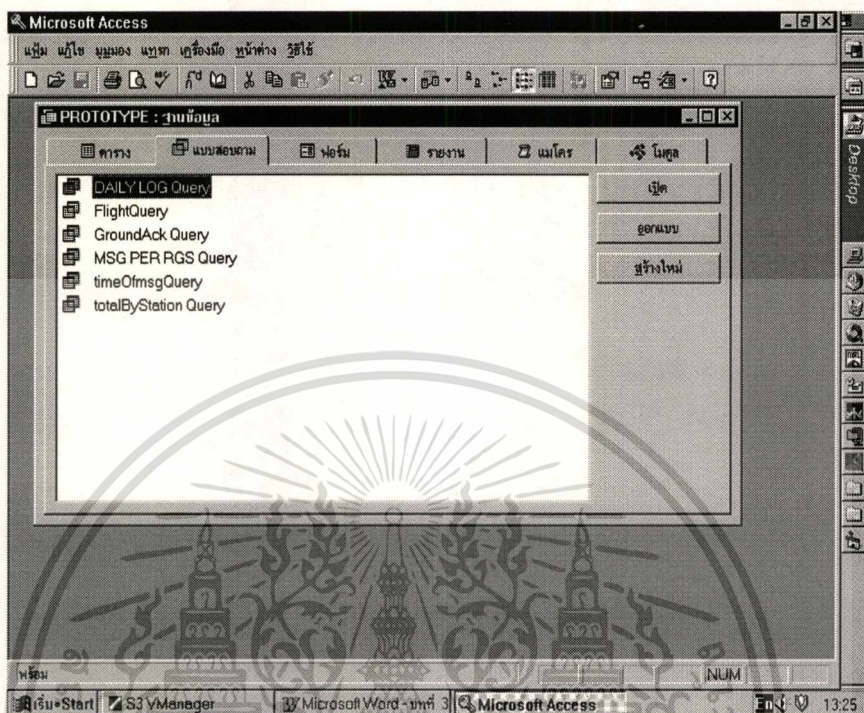 Microsoft Access
แฟ้ม แก้ไข มุมมอง แทรก เครื่องมือ หน้าต่าง วิธีใช้
PROTOTYPE : ฐานข้อมูล
ตาราง แบบสอบถาม ฟอร์ม รายงาน แมโคร โมดูล
DAILY LOG Query
FlightQuery
GroundAck Query
MSG PER RGS Query
timeOfmsgQuery
totalByStation Query
เปิด
ออกแบบ
สร้างใหม่
Desktop
พร้อม NUM
เริ่ม•Start S3 VManager Microsoft Word - บทที่ 3 Microsoft Access En 13:25